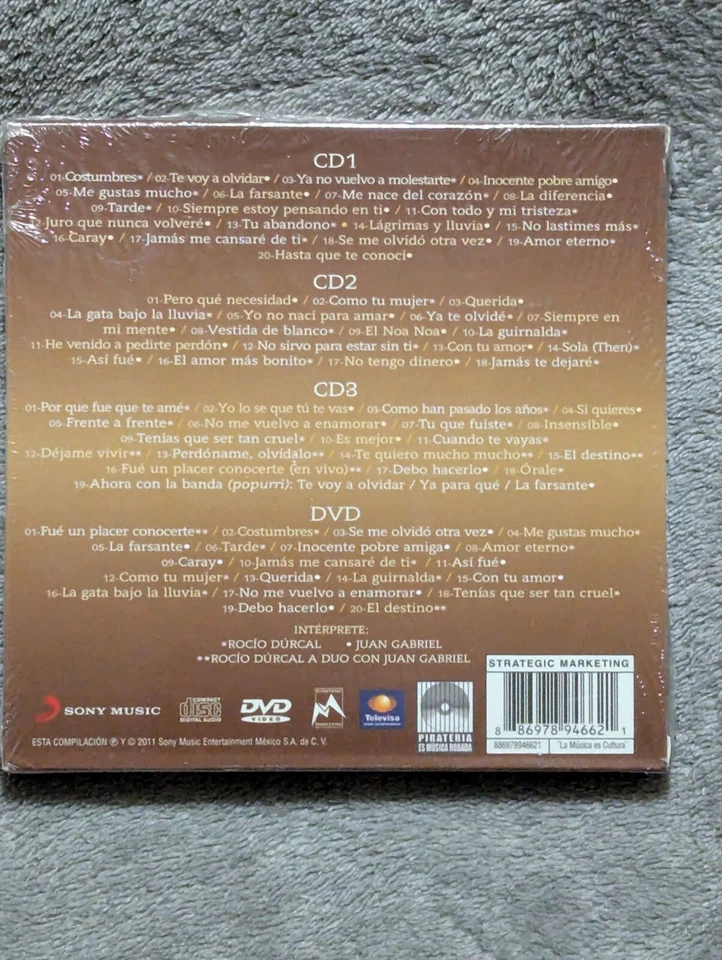 CD1
01-Costumbres* / 02-Te voy a olvidar• / 03-Ya no vuelvo a molestarte* / 04-Inocente pobre amigo•
05-Me gustas mucho* / 06-La farsante• / 07-Me nace del corazón* / 08-La diferencia•
09-Tarde* / 10-Siempre estoy pensando en ti• / 11-Con todo y mi tristeza*
12-Juro que nunca volveré• / 13-Tu abandono* • 14-Lágrimas y lluvia• / 15-No lastimes más*
16-Caray• / 17-Jamás me cansaré de ti* / 18-Se me olvidó otra vez• / 19-Amor eterno*
20-Hasta que te conocí•
CD2
01-Pero qué necesidad• / 02-Como tu mujer* / 03-Querida•
04-La gata bajo la lluvia* / 05-Yo no nací para amar• / 06-Ya te olvidé* / 07-Siempre en
mi mente• / 08-Vestida de blanco* / 09-El Noa Noa• / 10-La guirnalda*
11-He venido a pedirte perdón• / 12-No sirvo para estar sin ti* / 13-Con tu amor• / 14-Sola (Theri)*
15-Así fué• / 16-El amor más bonito* / 17-No tengo dinero• / 18-Jamás te dejaré*
CD3
01-Por que fue que te amé* / 02-Yo lo se que tú te vas• / 03-Como han pasado los años* / 04-Si quieres•
05-Frente a frente* / 06-No me vuelvo a enamorar• / 07-Tu que fuiste* / 08-Insensible•
09-Tenías que ser tan cruel* / 10-Es mejor• / 11-Cuando te vayas*
12-Déjame vivir** / 13-Perdóname, olvídalo** / 14-Te quiero mucho mucho** / 15-El destino**
16-Fué un placer conocerte (en vivo)** / 17-Debo hacerlo• / 18-Órale*
19-Ahora con la banda (popurrí): Te voy a olvidar / Ya para qué / La farsante•
DVD
01-Fué un placer conocerte** / 02-Costumbres* / 03-Se me olvidó otra vez• / 04-Me gustas mucho*
05-La farsante• / 06-Tarde* / 07-Inocente pobre amiga• / 08-Amor eterno*
09-Caray• / 10-Jamás me cansaré de ti* / 11-Así fué•
12-Como tu mujer* / 13-Querida• / 14-La guirnalda* / 15-Con tu amor•
16-La gata bajo la lluvia* / 17-No me vuelvo a enamorar• / 18-Tenías que ser tan cruel*
19-Debo hacerlo• / 20-El destino**
INTÉRPRETE:
*ROCÍO DÚRCAL • JUAN GABRIEL
**ROCÍO DÚRCAL A DUO CON JUAN GABRIEL
STRATEGIC MARKETING
SONY MUSIC
COMPACT disc DIGITAL AUDIO
DVD VIDEO
Televisa
PIRATERIA
ES MÚSICA ROBADA
8 86978 94662 1
886978946621 "La Música es Cultura"
ESTA COMPILACIÓN ℗ Y © 2011 Sony Music Entertainment México S.A. de C. V.